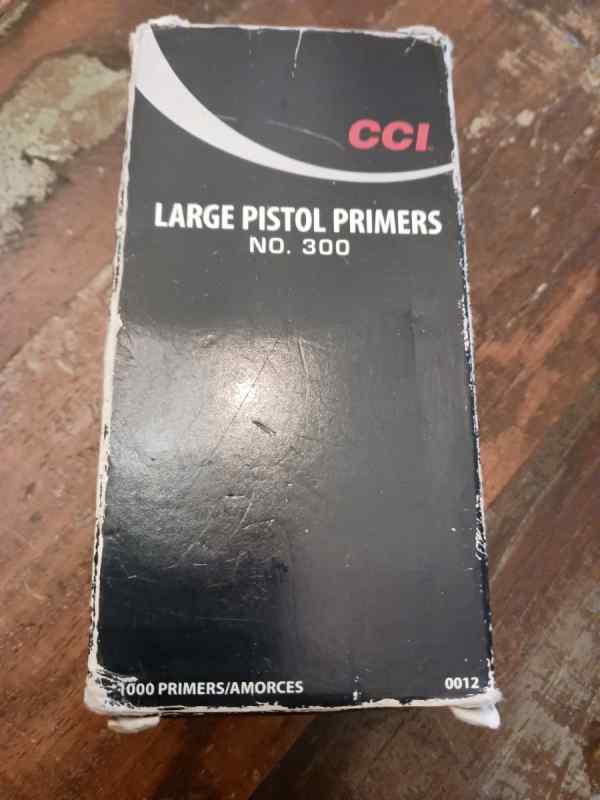 CCI
LARGE PISTOL PRIMERS
NO. 300
1000 PRIMERS/AMORCES
0012